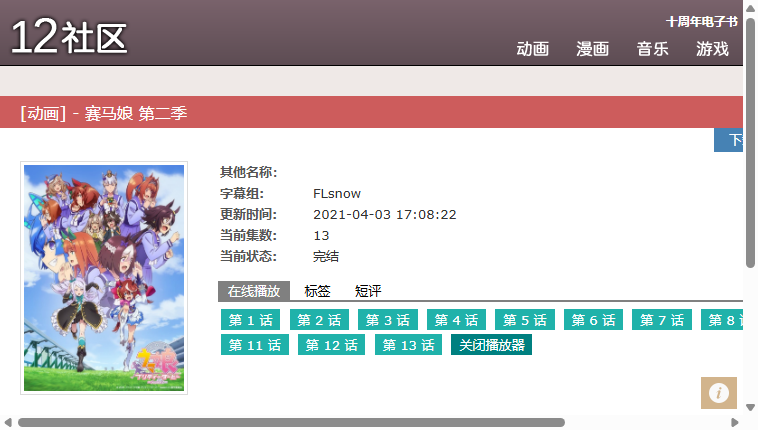 12社区
十周年电子书
动画 漫画 音乐 游戏
[动画] - 赛马娘 第二季
下
其他名称:
字幕组: FLsnow
更新时间: 2021-04-03 17:08:22
当前集数: 13
当前状态: 完结
在线播放 标签 短评
第 1 话 第 2 话 第 3 话 第 4 话 第 5 话 第 6 话 第 7 话 第 8
第 11 话 第 12 话 第 13 话 关闭播放器